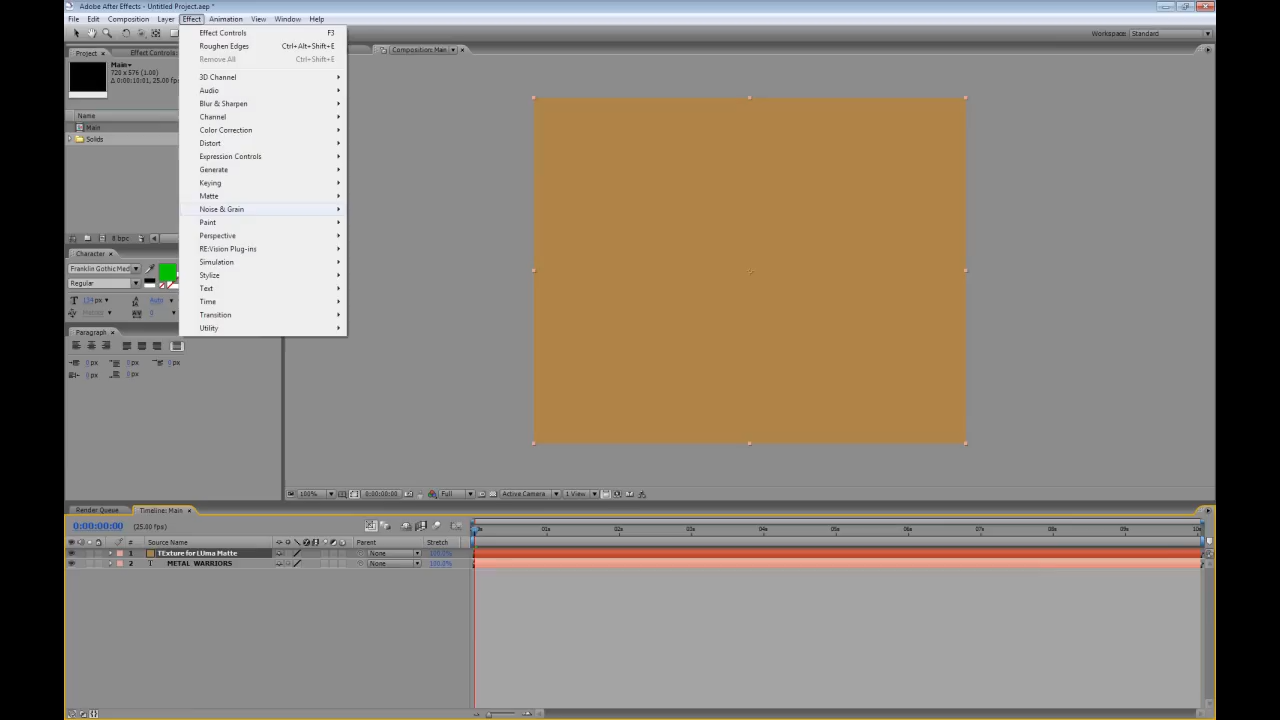 Adobe After Effects - Untitled Project.aep *
File Edit Composition Layer Effect Animation View Window Help
Workspace: Standard
Project Effect Controls: Composition: Main
Main
720 x 576 (1.00)
Δ 0:00:10:01, 25.00 fps
Name
Main
Solids
8 bpc
Effect Controls F3
Roughen Edges Ctrl+Alt+Shift+E
Remove All Ctrl+Shift+E
3D Channel
Audio
Blur & Sharpen
Channel
Color Correction
Distort
Expression Controls
Generate
Keying
Matte
Noise & Grain
Paint
Perspective
RE:Vision Plug-ins
Simulation
Stylize
Text
Time
Transition
Utility
Character
Franklin Gothic Med
Regular
134 px Auto
Metrics 0
Paragraph
0 px 0 px 0 px
0 px 0 px
100% 0:00:00:00 Full Active Camera 1 View
Render Queue Timeline: Main
0:00:00:00 (25.00 fps)
01s 02s 03s 04s 05s 06s 07s 08s 09s 10s
# Source Name Parent Stretch
1 TExture for LUma Matte None 100.0%
2 T METAL WARRIORS None 100.0%